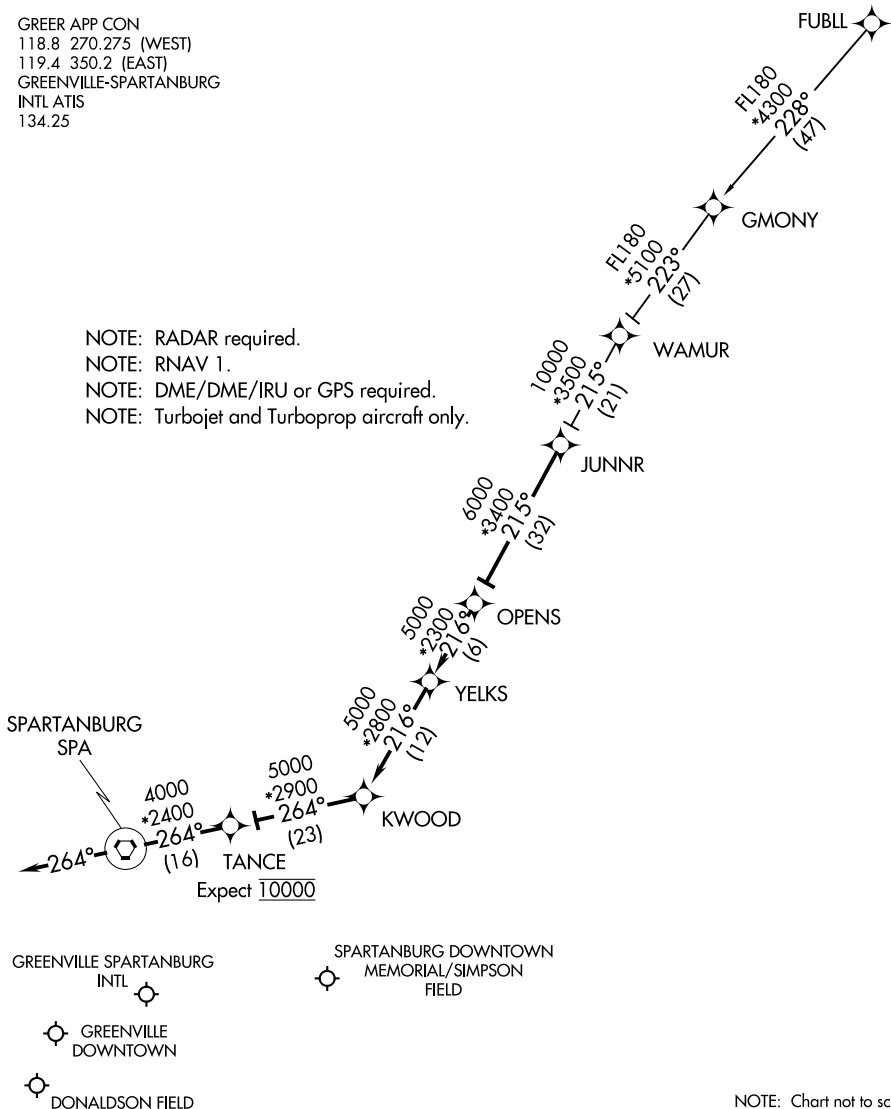 GREER APP CON
118.8 270.275 (WEST)
119.4 350.2 (EAST)
GREENVILLE-SPARTANBURG
INTL ATIS
134.25
FUBLL
FL180
*4300
228°
(47)
GMONY
FL180
*5100
223°
(27)
WAMUR
NOTE: RADAR required.
NOTE: RNAV 1.
NOTE: DME/DME/IRU or GPS required.
NOTE: Turbojet and Turboprop aircraft only.
10000
*3500
215°
(21)
JUNNR
6000
*3400
215°
(32)
OPENS
5000
*2300
216°
(6)
YELKS
5000
*2800
216°
(12)
KWOOD
SPARTANBURG
SPA
5000
*2900
264°
(23)
4000
*2400
264°
(16)
264°
TANCE
Expect 10000
GREENVILLE SPARTANBURG
INTL
SPARTANBURG DOWNTOWN
MEMORIAL/SIMPSON
FIELD
GREENVILLE
DOWNTOWN
DONALDSON FIELD
NOTE: Chart not to sc